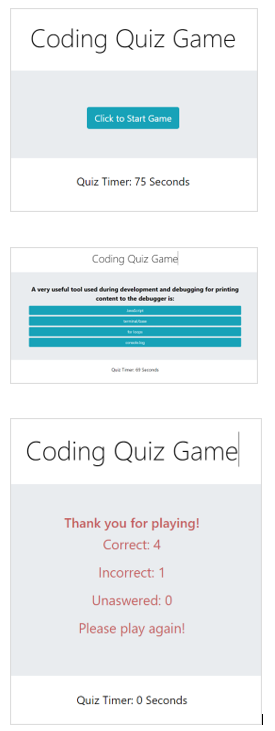 Coding Quiz Game
Click to Start Game
Quiz Timer: 75 Seconds
Coding Quiz Game
A very useful tool used during development and debugging for printing
content to the debugger is:
JavaScript
terminal/bash
for loops
console.log
Quiz Timer: 69 Seconds
Coding Quiz Game
Thank you for playing!
Correct: 4
Incorrect: 1
Unaswered: 0
Please play again!
Quiz Timer: 0 Seconds